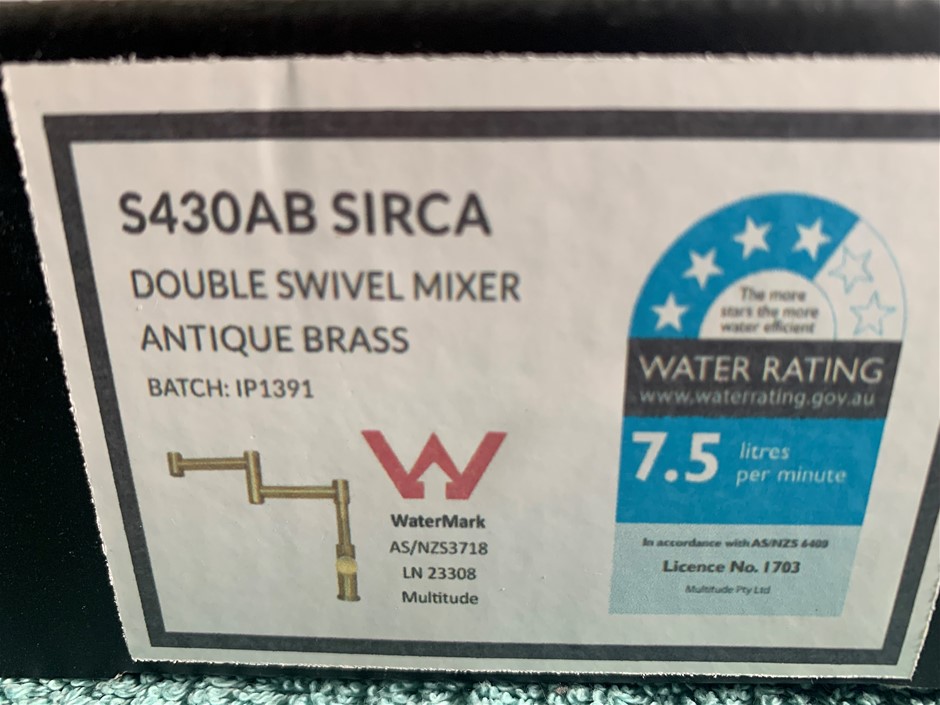 S430AB SIRCA
DOUBLE SWIVEL MIXER
ANTIQUE BRASS
BATCH: IP1391
WaterMark
AS/NZS3718
LN 23308
Multitude
The more
stars the more
water efficient
WATER RATING
www.waterrating.gov.au
7.5 litres
per minute
In accordance with AS/NZS 6400
Licence No. 1703
Multitude Pty Ltd